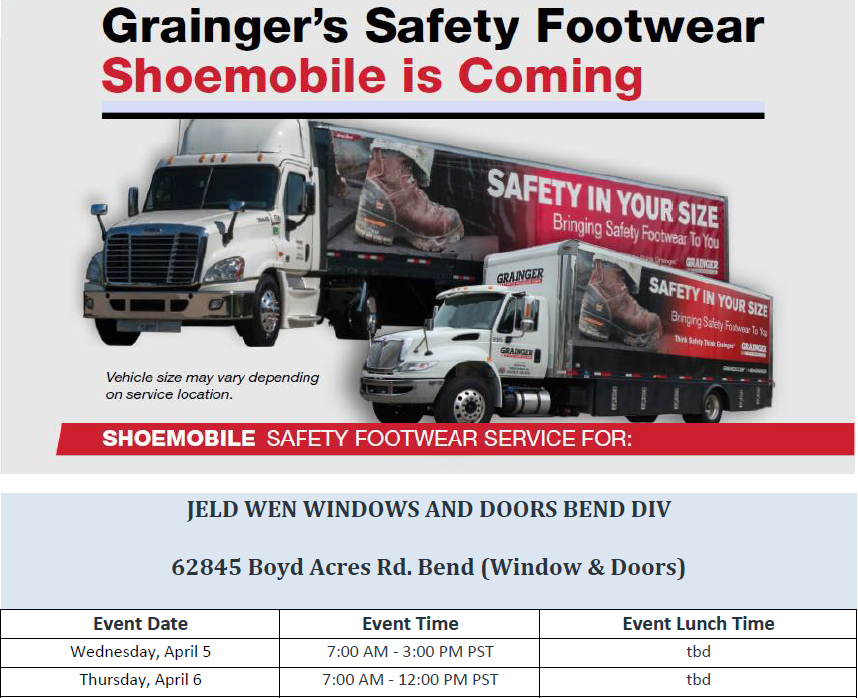 Grainger's Safety Footwear
Shoemobile is Coming
SAFETY IN YOUR SIZE
Bringing Safety Footwear To You
GRAINGER
GRAINGER
SAFETY IN YOUR SIZE
Bringing Safety Footwear To You
Think Safety Think Grainger®
GRAINGER
GRAINGER
Vehicle size may vary depending
on service location.
SHOEMOBILE SAFETY FOOTWEAR SERVICE FOR:
JELD WEN WINDOWS AND DOORS BEND DIV
62845 Boyd Acres Rd. Bend (Window & Doors)
Event Date Event Time Event Lunch Time
Wednesday, April 5 7:00 AM - 3:00 PM PST tbd
Thursday, April 6 7:00 AM - 12:00 PM PST tbd